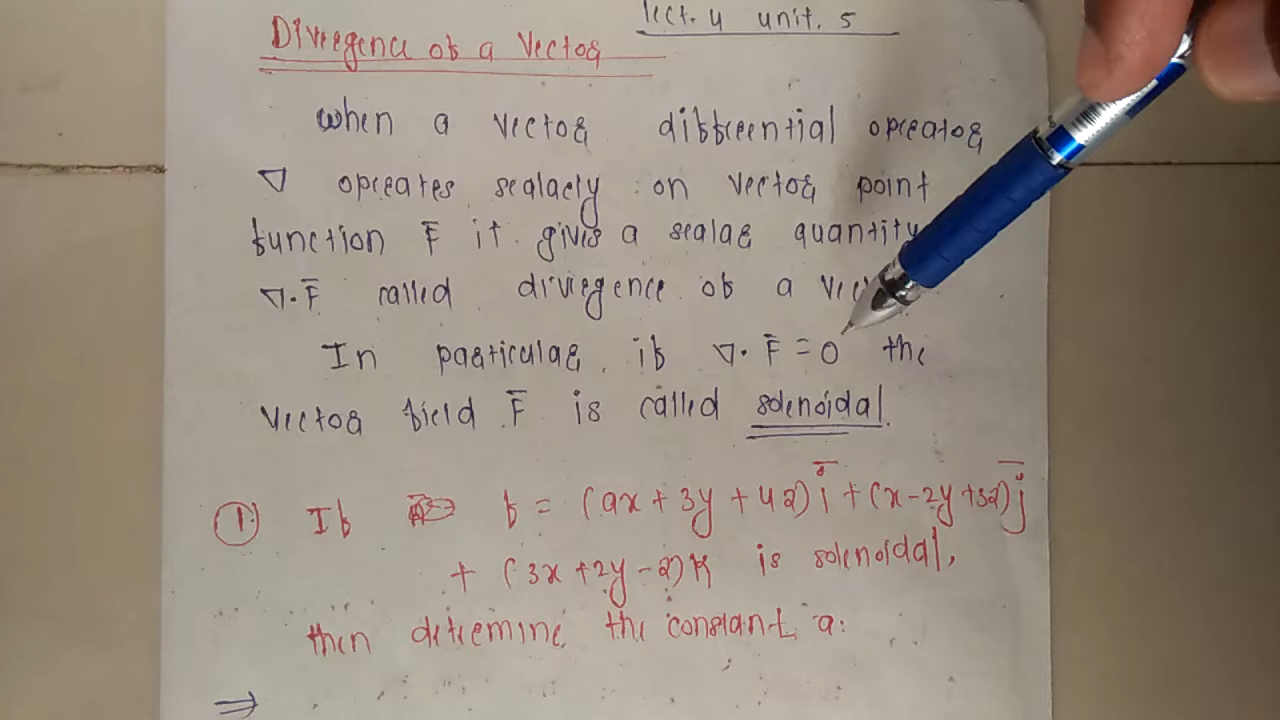 lect. 4 unit. 5
Divergence of a Vector
when a vector differential operator
∇ operates scalarly on vector point
function F̄ it gives a scalar quantity
∇.F̄ called divergence of a
In particular, if ∇.F̄ = 0 the
vector field F̄ is called solenoidal.
① If f = (ax + 3y + 4z) i̅ + (x - 2y + 3z) j̅
+ (3x + 2y - z) k is solenoidal,
then determine the constant a.
⇒